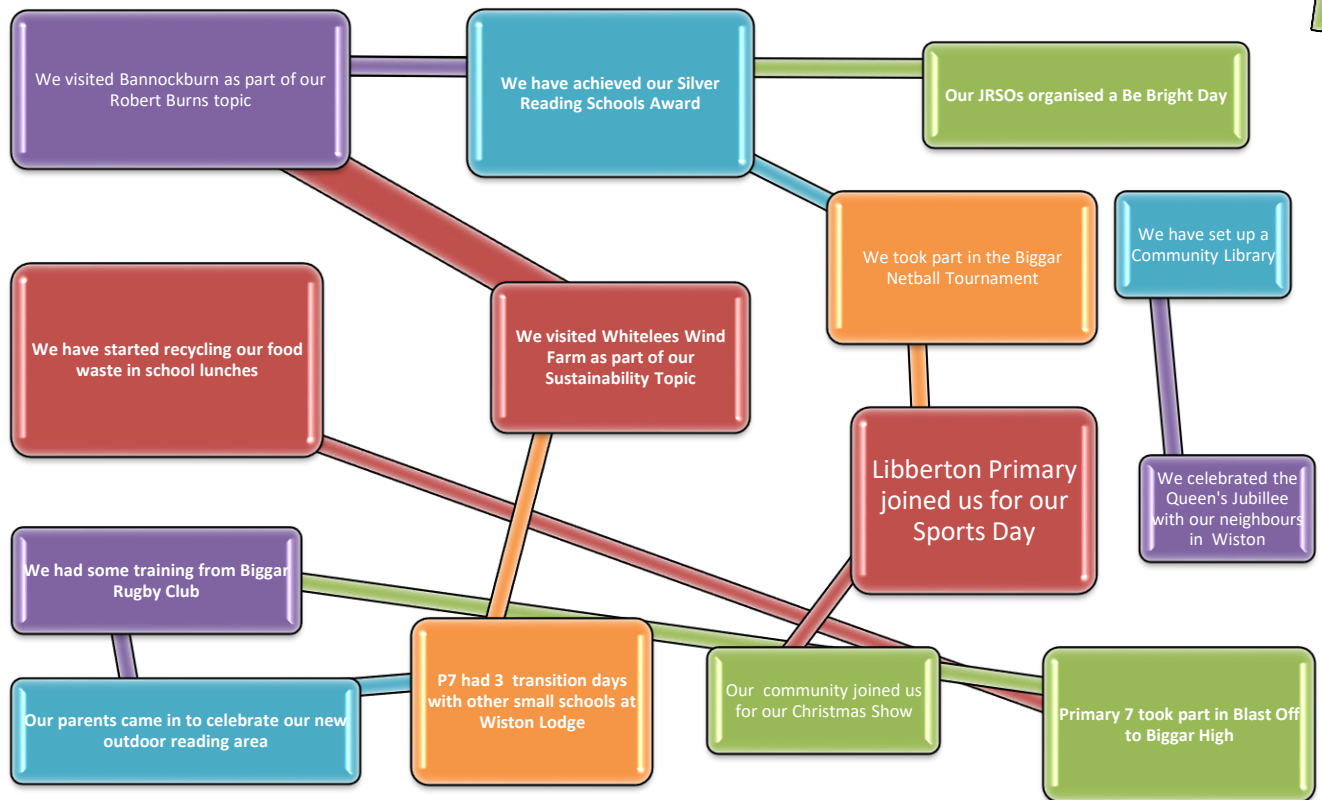 We visited Bannockburn as part of our
Robert Burns topic
We have achieved our Silver
Reading Schools Award
Our JRSOs organised a Be Bright Day
We took part in the Biggar
Netball Tournament
We have set up a
Community Library
We have started recycling our food
waste in school lunches
We visited Whitelees Wind
Farm as part of our
Sustainability Topic
Libberton Primary
joined us for our
Sports Day
We celebrated the
Queen's Jubillee
with our neighbours
in Wiston
We had some training from Biggar
Rugby Club
Our parents came in to celebrate our new
outdoor reading area
P7 had 3 transition days
with other small schools at
Wiston Lodge
Our community joined us
for our Christmas Show
Primary 7 took part in Blast Off
to Biggar High